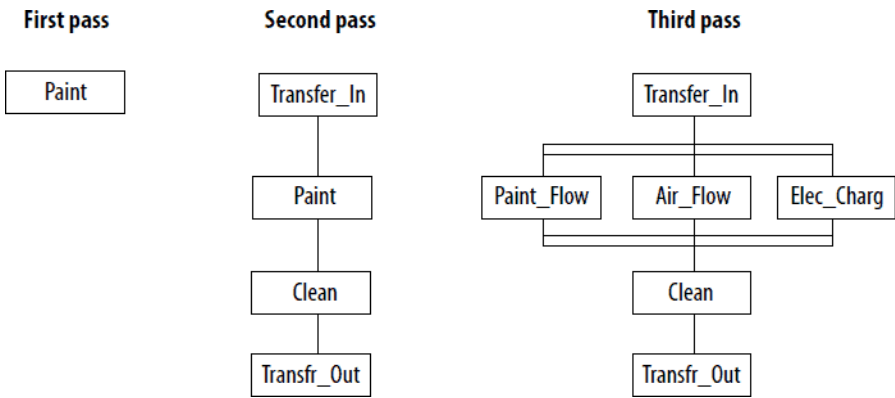 First pass
Second pass
Third pass
Paint
Transfer_In
Transfer_In
Paint
Paint_Flow
Air_Flow
Elec_Charg
Clean
Clean
Transfr_Out
Transfr_Out